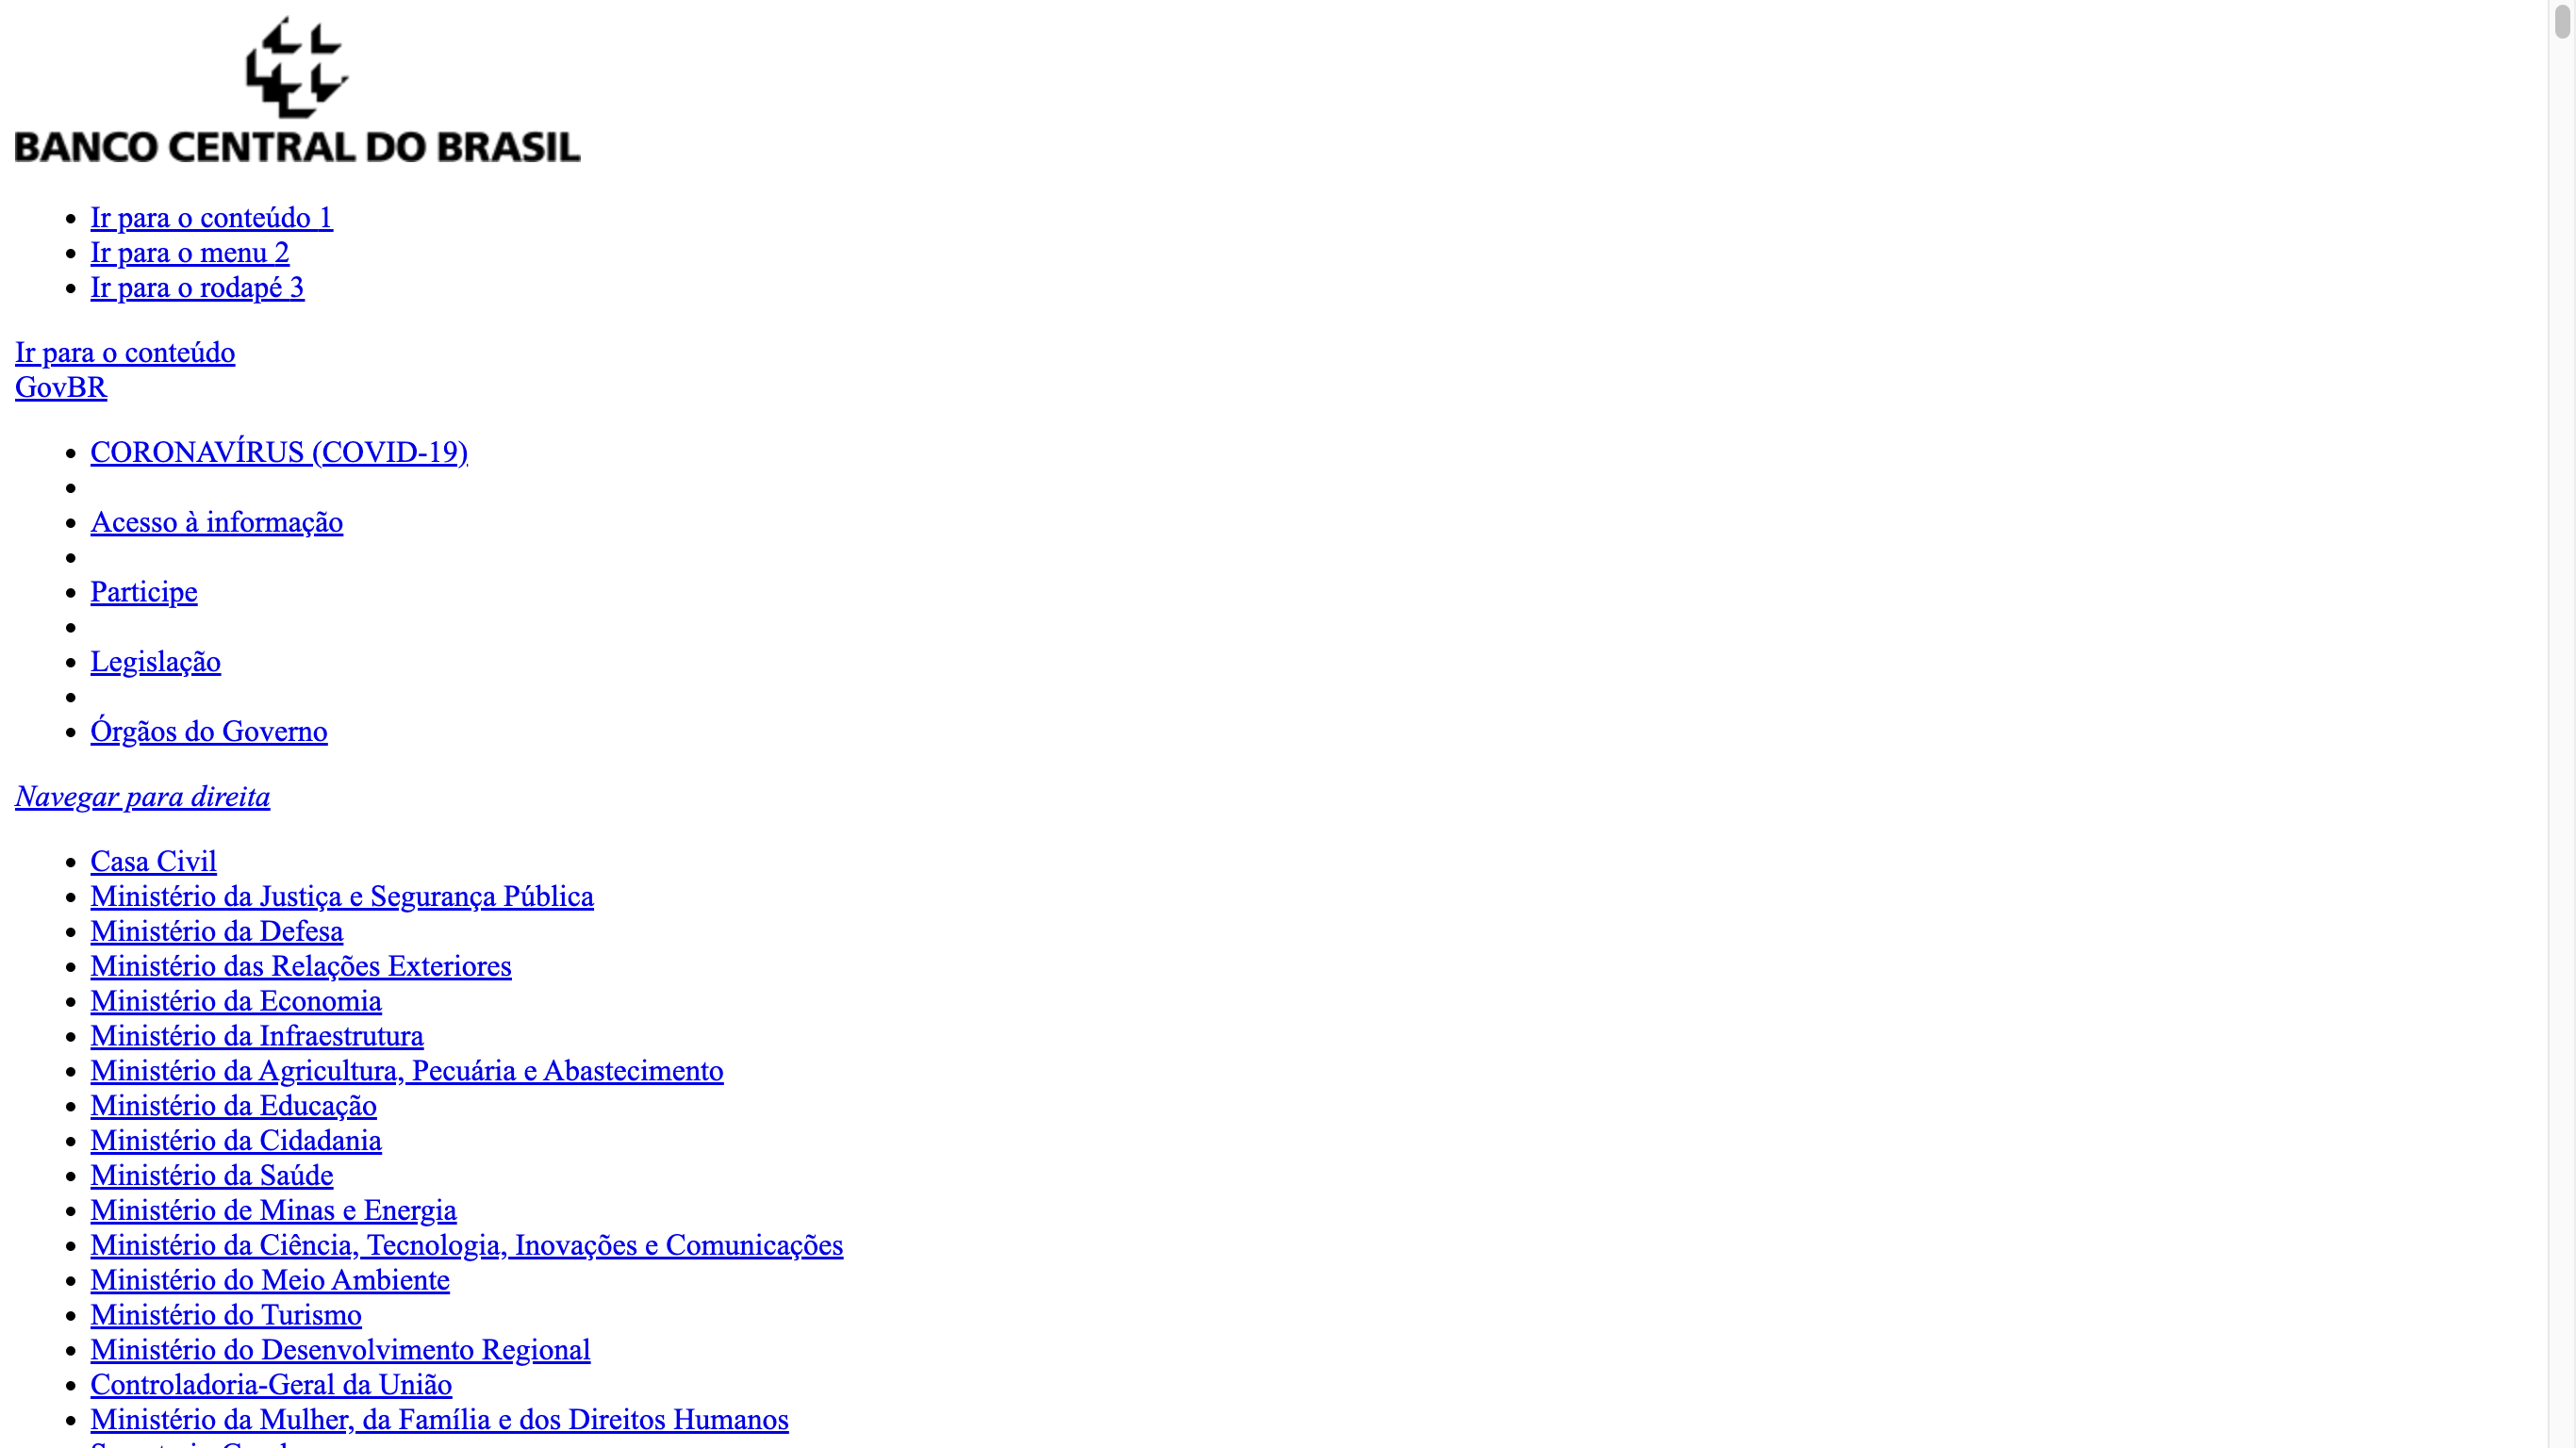 BANCO CENTRAL DO BRASIL
Ir para o conteúdo 1
Ir para o menu 2
Ir para o rodapé 3
Ir para o conteúdo
GovBR
CORONAVÍRUS (COVID-19)
Acesso à informação
Participe
Legislação
Órgãos do Governo
Navegar para direita
Casa Civil
Ministério da Justiça e Segurança Pública
Ministério da Defesa
Ministério das Relações Exteriores
Ministério da Economia
Ministério da Infraestrutura
Ministério da Agricultura, Pecuária e Abastecimento
Ministério da Educação
Ministério da Cidadania
Ministério da Saúde
Ministério de Minas e Energia
Ministério da Ciência, Tecnologia, Inovações e Comunicações
Ministério do Meio Ambiente
Ministério do Turismo
Ministério do Desenvolvimento Regional
Controladoria-Geral da União
Ministério da Mulher, da Família e dos Direitos Humanos